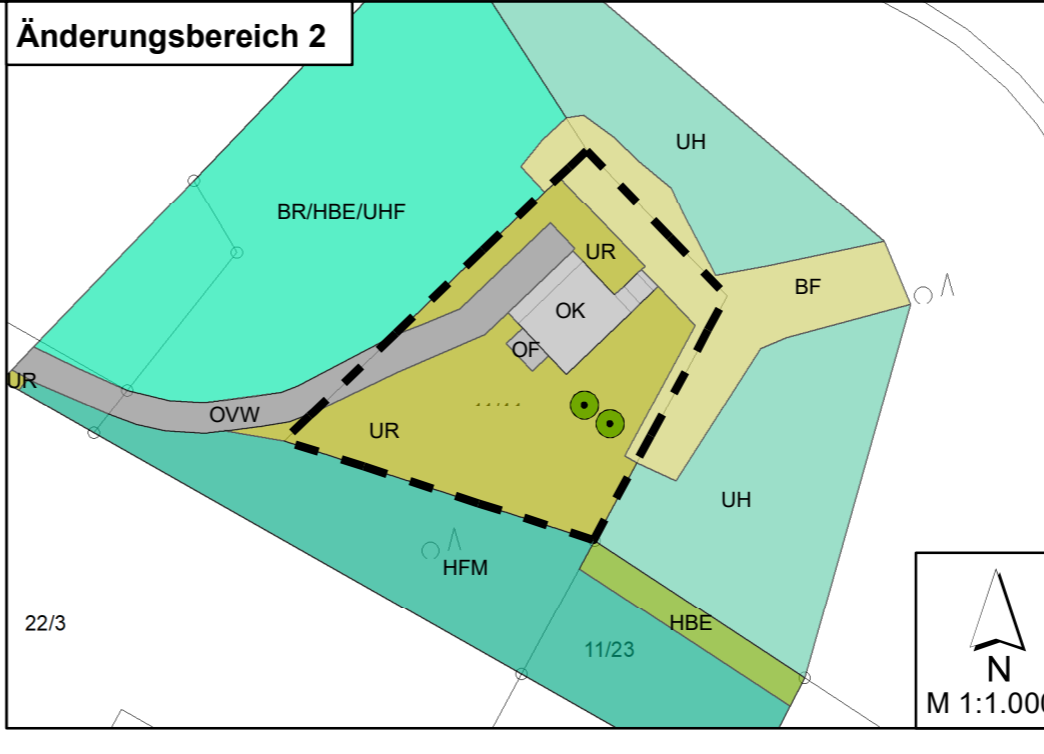 Änderungsbereich 2
UH
BR/HBE/UHF
UR
BF
OK
OF
UR
OVW
UR
UH
HFM
HBE
22/3
11/23
N
M 1:1.000